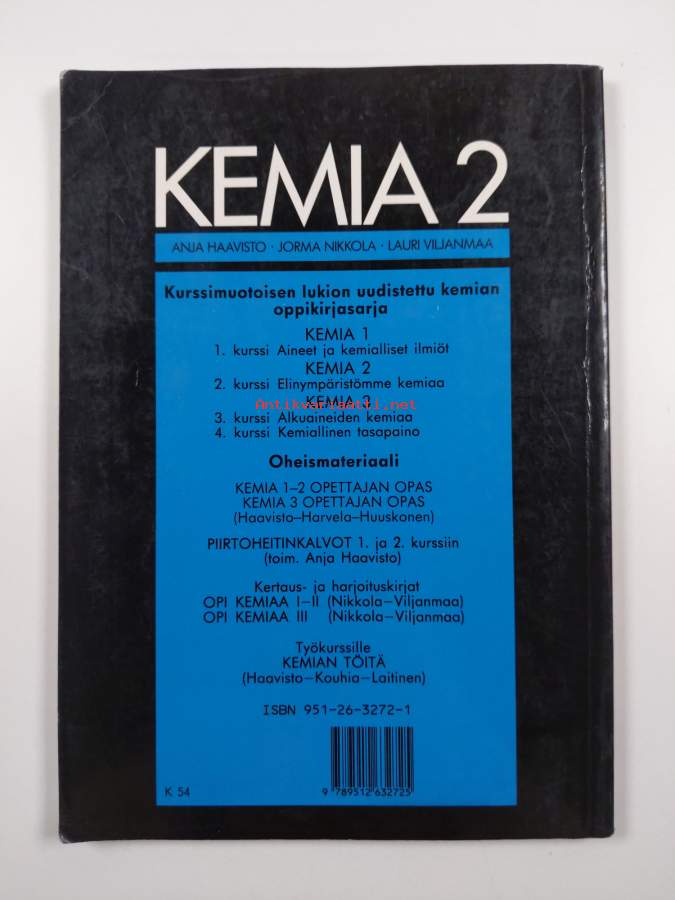 KEMIA 2
ANJA HAAVISTO · JORMA NIKKOLA · LAURI VILJANMAA
Kurssimuotoisen lukion uudistettu kemian
oppikirjasarja
KEMIA 1
1. kurssi Aineet ja kemialliset ilmiöt
KEMIA 2
2. kurssi Elinympäristömme kemiaa
KEMIA 3
Antikvariaatti.net
3. kurssi Alkuaineiden kemiaa
4. kurssi Kemiallinen tasapaino
Oheismateriaali
KEMIA 1–2 OPETTAJAN OPAS
KEMIA 3 OPETTAJAN OPAS
(Haavisto–Harvela–Huuskonen)
PIIRTOHEITINKALVOT 1. ja 2. kurssiin
(toim. Anja Haavisto)
Kertaus- ja harjoituskirjat
OPI KEMIAA I–II (Nikkola–Viljanmaa)
OPI KEMIAA III (Nikkola–Viljanmaa)
Työkurssille
KEMIAN TÖITÄ
(Haavisto–Kouhia–Laitinen)
ISBN 951-26-3272-1
K 54
9 789512 632725